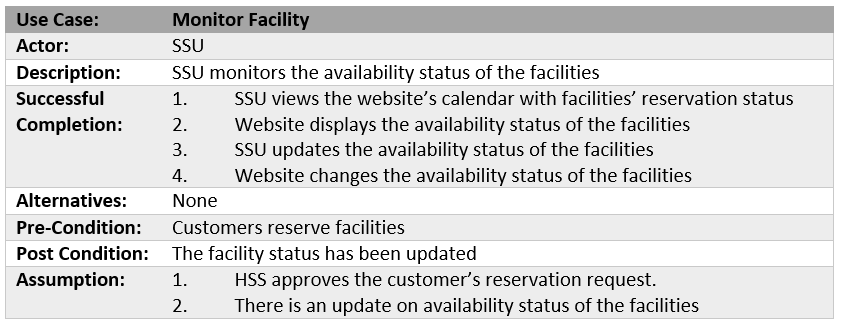 Use Case: Monitor Facility
Actor: SSU
Description: SSU monitors the availability status of the facilities
Successful 1. SSU views the website’s calendar with facilities’ reservation status
Completion: 2. Website displays the availability status of the facilities
3. SSU updates the availability status of the facilities
4. Website changes the availability status of the facilities
Alternatives: None
Pre-Condition: Customers reserve facilities
Post Condition: The facility status has been updated
Assumption: 1. HSS approves the customer’s reservation request.
2. There is an update on availability status of the facilities